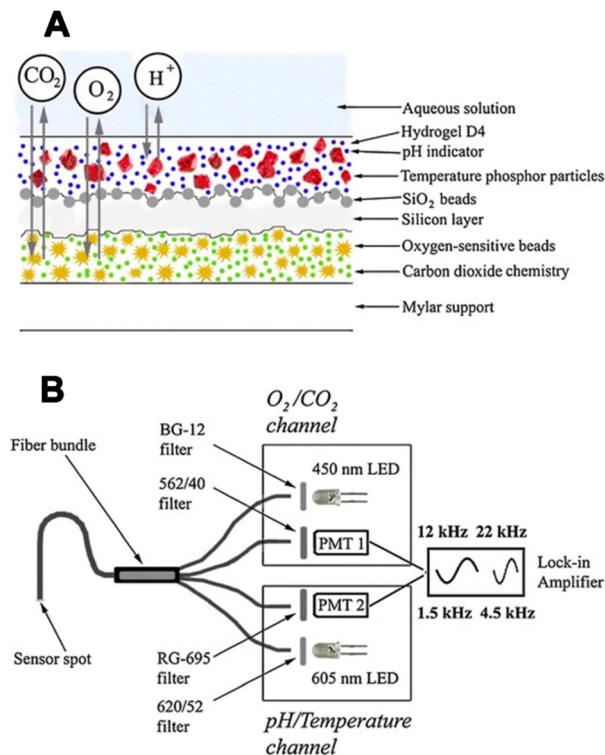 A
CO2
O2
H+
Aqueous solution
Hydrogel D4
pH indicator
Temperature phosphor particles
SiO2 beads
Silicon layer
Oxygen-sensitive beads
Carbon dioxide chemistry
Mylar support
B
O2/CO2
channel
BG-12
filter
Fiber bundle
450 nm LED
562/40
filter
PMT 1
12 kHz 22 kHz
Lock-in
Amplifier
PMT 2
1.5 kHz 4.5 kHz
Sensor spot
RG-695
filter
605 nm LED
620/52
filter
pH/Temperature
channel